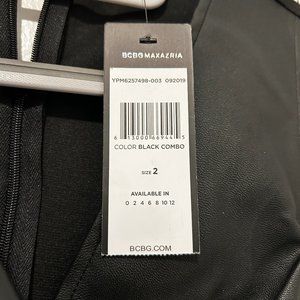 BCBGMAXAZRIA
YPM6257498-003 092019
6 13000 66944 5
COLOR BLACK COMBO
SIZE 2
AVAILABLE IN
0 2 4 6 8 10 12
BCBG.COM